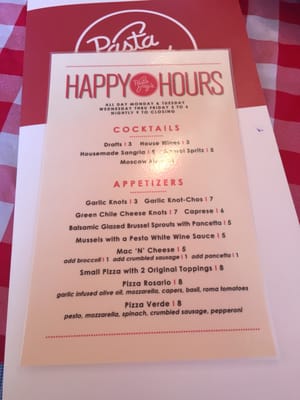 Pasta
HAPPY HOURS
Pasta
Jay's
ALL DAY MONDAY & TUESDAY
WEDNESDAY THRU FRIDAY 2 TO 6
NIGHTLY 9 TO CLOSING
COCKTAILS
Drafts | 3 House Wines | 3
Housemade Sangria Spritz | 5
Moscow
APPETIZERS
Garlic Knots | 3 Garlic Knot-Chos | 7
Green Chile Cheese Knots | 7 Caprese | 6
Balsamic Glazed Brussel Sprouts with Pancetta | 5
Mussels with a Pesto White Wine Sauce | 5
Mac 'N' Cheese | 5
add broccoli | 1 add crumbled sausage | 1 add pancetta | 1
Small Pizza with 2 Original Toppings | 8
Pizza Rosario | 8
garlic infused olive oil, mozzarella, capers, basil, roma tomatoes
Pizza Verde | 8
pesto, mozzarella, spinach, crumbled sausage, pepperoni